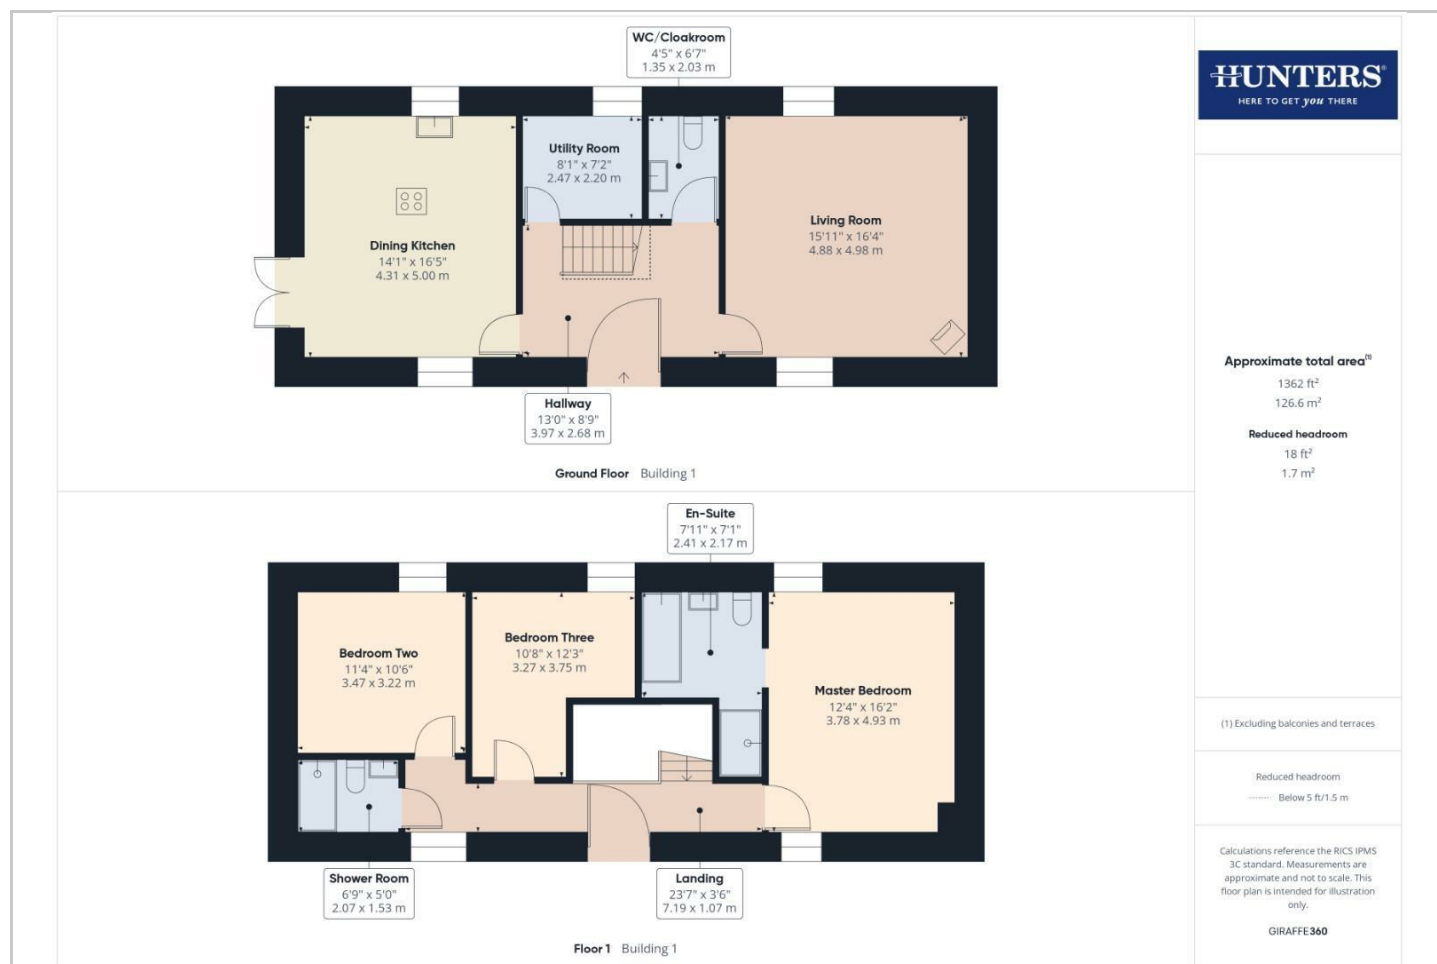 WC/Cloakroom
4'5" x 6'7"
1.35 x 2.03 m
Utility Room
8'1" x 7'2"
2.47 x 2.20 m
Living Room
15'11" x 16'4"
4.88 x 4.98 m
Dining Kitchen
14'1" x 16'5"
4.31 x 5.00 m
Hallway
13'0" x 8'9"
3.97 x 2.68 m
Ground Floor Building 1
En-Suite
7'11" x 7'1"
2.41 x 2.17 m
Bedroom Two
11'4" x 10'6"
3.47 x 3.22 m
Bedroom Three
10'8" x 12'3"
3.27 x 3.75 m
Master Bedroom
12'4" x 16'2"
3.78 x 4.93 m
Shower Room
6'9" x 5'0"
2.07 x 1.53 m
Landing
23'7" x 3'6"
7.19 x 1.07 m
Floor 1 Building 1
HUNTERS®
HERE TO GET you THERE
Approximate total area⁽¹⁾
1362 ft²
126.6 m²
Reduced headroom
18 ft²
1.7 m²
(1) Excluding balconies and terraces
Reduced headroom
Below 5 ft/1.5 m
Calculations reference the RICS IPMS
3C standard. Measurements are
approximate and not to scale. This
floor plan is intended for illustration
only.
GIRAFFE360